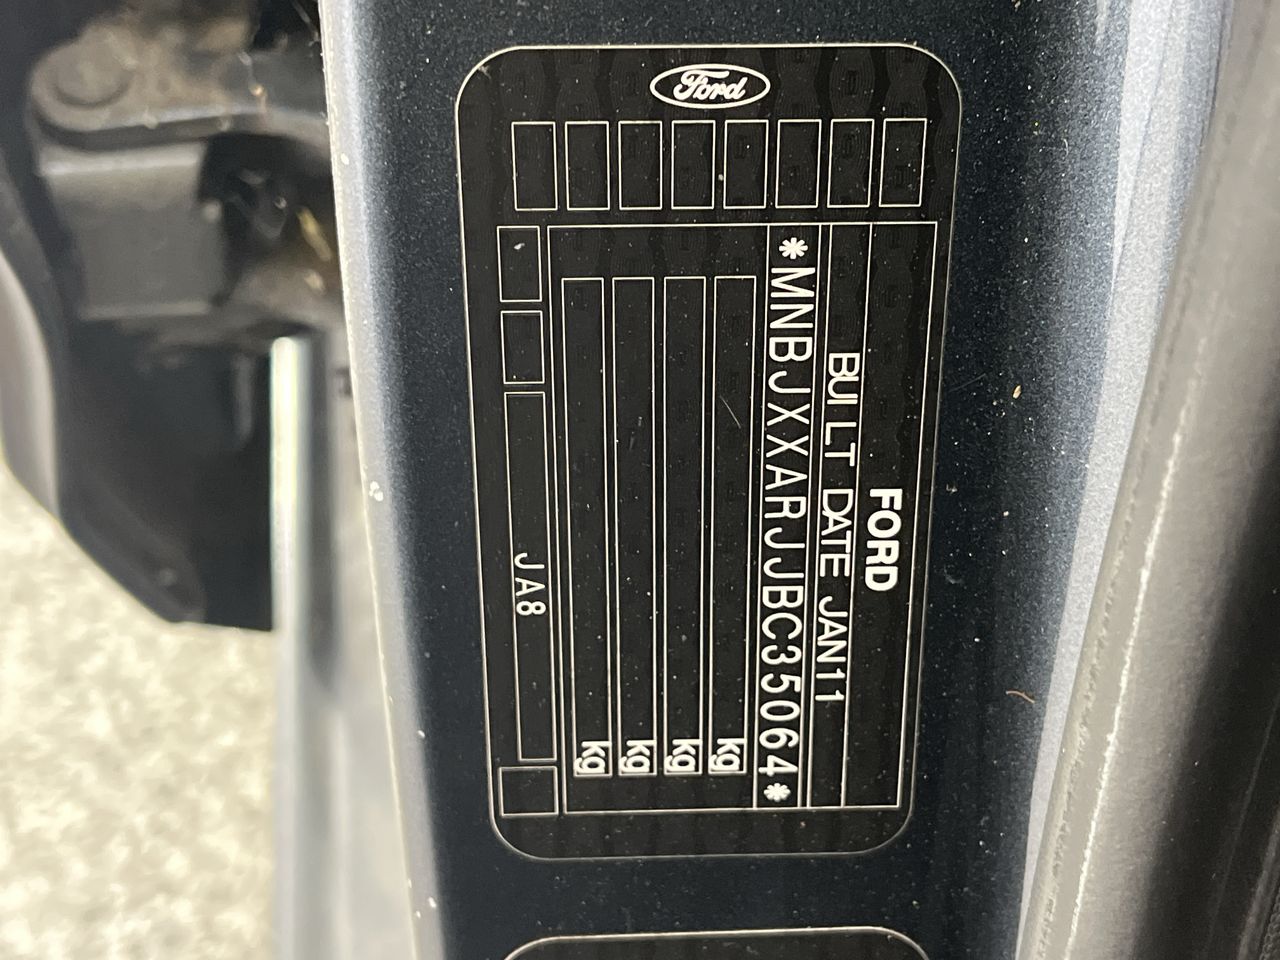 Ford
FORD
BUILT DATE JAN11
*MNBJXXARJJBC35064*
kg
kg
kg
kg
JA8